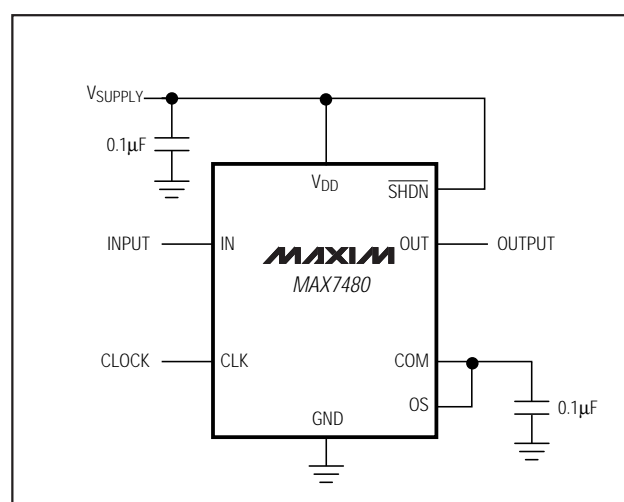 VSUPPLY
0.1µF
VDD
SHDN
INPUT
IN
MAXIM
OUT
OUTPUT
MAX7480
CLOCK
CLK
COM
OS
0.1µF
GND